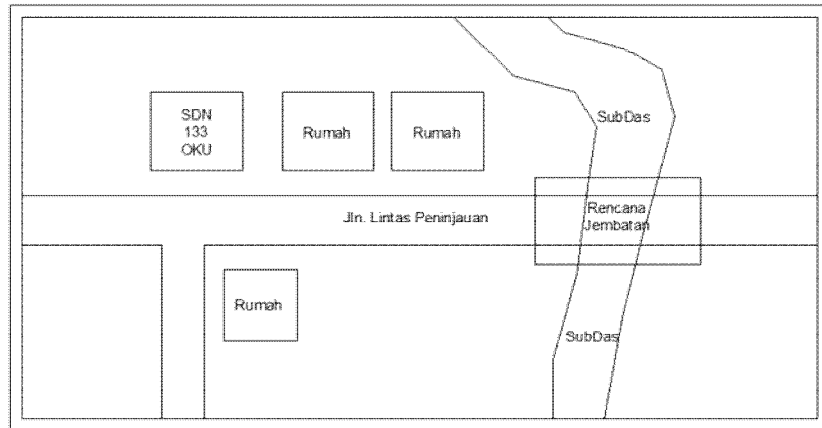 SDN
133
OKU
Rumah
Rumah
SubDas
Jln. Lintas Peninjauan
Rencana
Jembatan
Rumah
SubDas